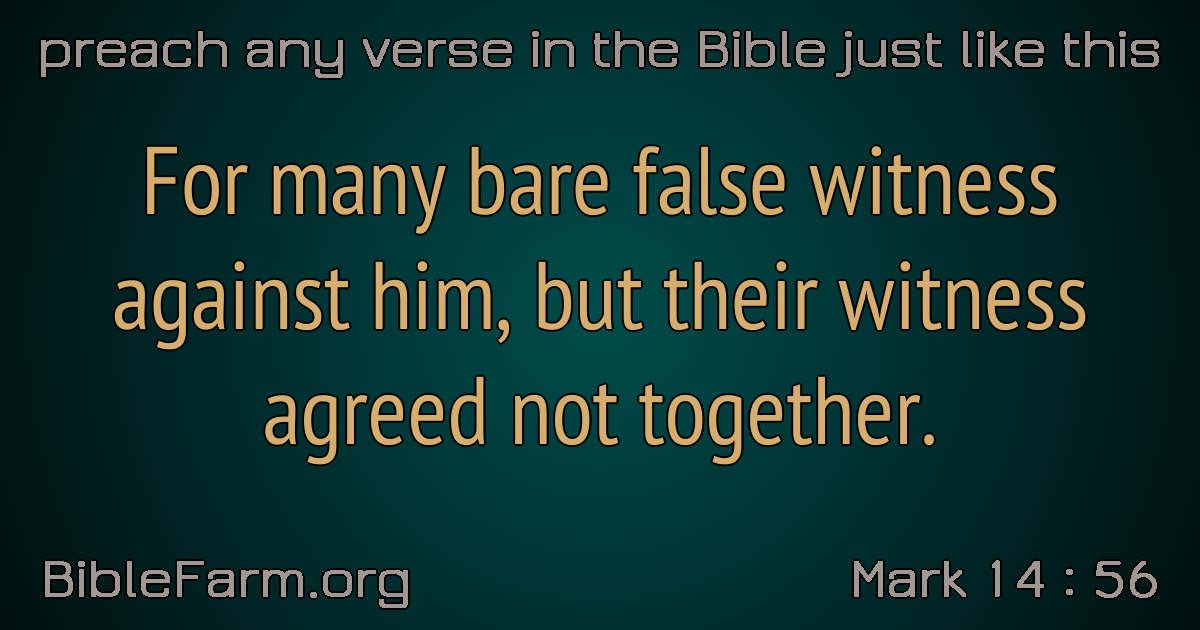 preach any verse in the Bible just like this
For many bare false witness
against him, but their witness
agreed not together.
BibleFarm.org
Mark 14 : 56